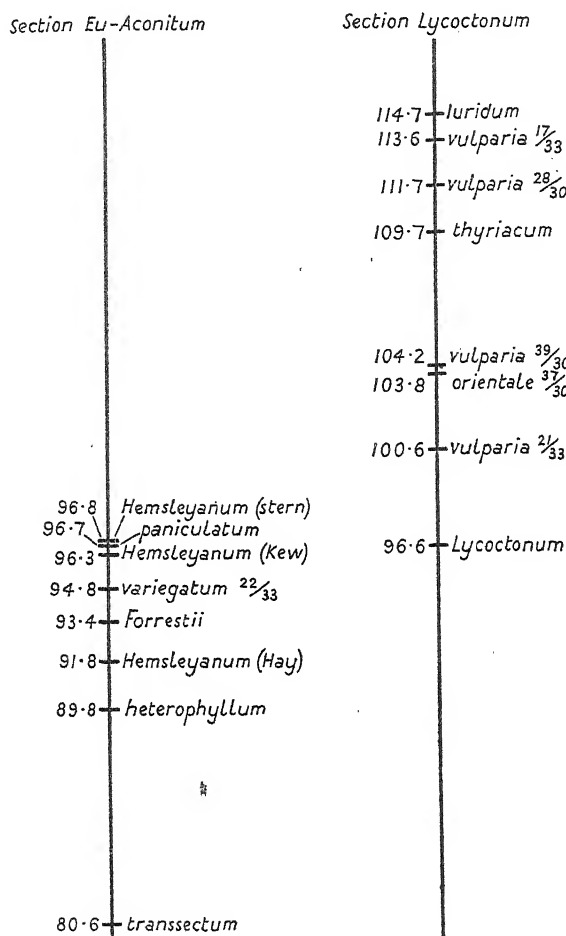 Section Eu-Aconitum
96·8 Hemsleyanum (stern)
96·7 paniculatum
96·3 Hemsleyanum (Kew)
94·8 variegatum 22/33
93·4 Forrestii
91·8 Hemsleyanum (Hay)
89·8 heterophyllum
80·6 transsectum
Section Lycoctonum
114·7 luridum
113·6 vulparia 17/33
111·7 vulparia 28/30
109·7 thyriacum
104·2 vulparia 39/30
103·8 orientale 37/30
100·6 vulparia 21/33
96·6 Lycoctonum